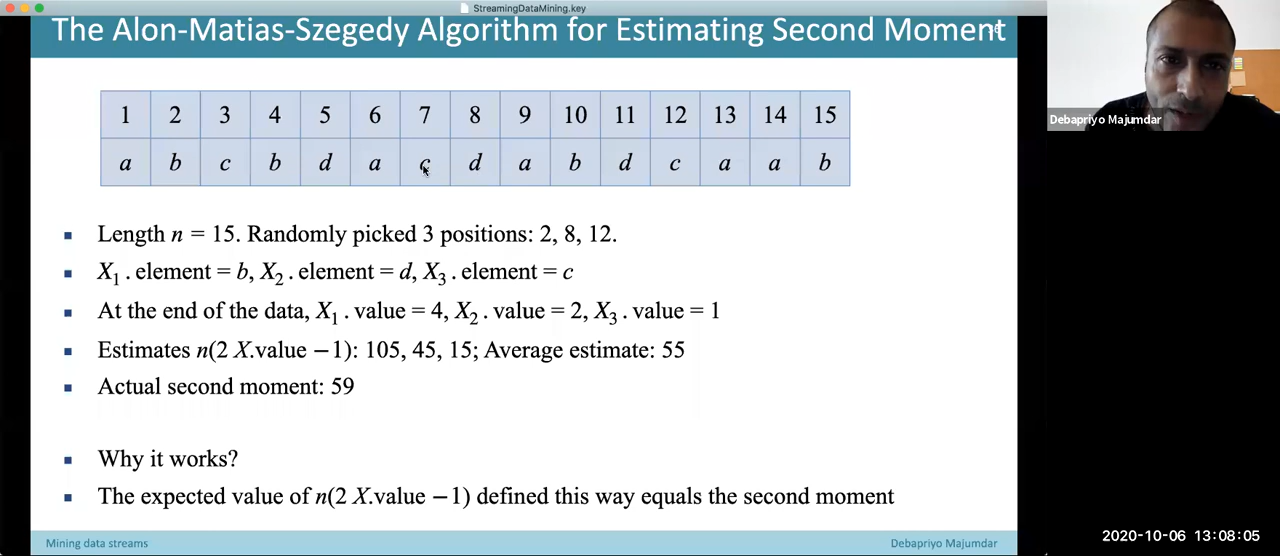 StreamingDataMining.key
The Alon-Matias-Szegedy Algorithm for Estimating Second Moment
1 2 3 4 5 6 7 8 9 10 11 12 13 14 15
a b c b d a c d a b d c a a b
Debapriyo Majumdar
Length n = 15. Randomly picked 3 positions: 2, 8, 12.
X₁ . element = b, X₂ . element = d, X₃ . element = c
At the end of the data, X₁ . value = 4, X₂ . value = 2, X₃ . value = 1
Estimates n(2 X.value − 1): 105, 45, 15; Average estimate: 55
Actual second moment: 59
Why it works?
The expected value of n(2 X.value − 1) defined this way equals the second moment
Mining data streams
Debapriyo Majumdar
2020-10-06 13:08:05